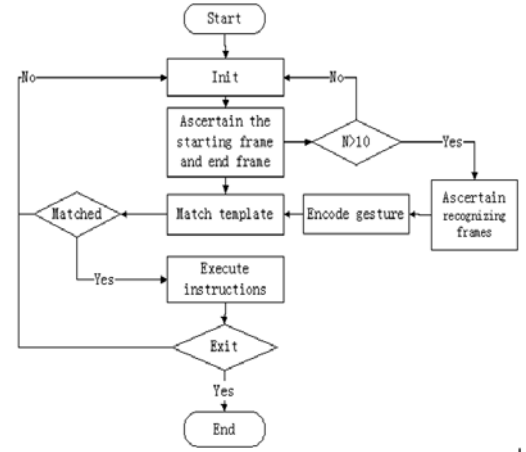 Start
No
Init
No
Ascertain the
starting frame
and end frame
N>10
Yes
Ascertain
recognizing
frames
Encode gesture
Match template
Matched
Yes
Execute
instructions
Exit
Yes
End